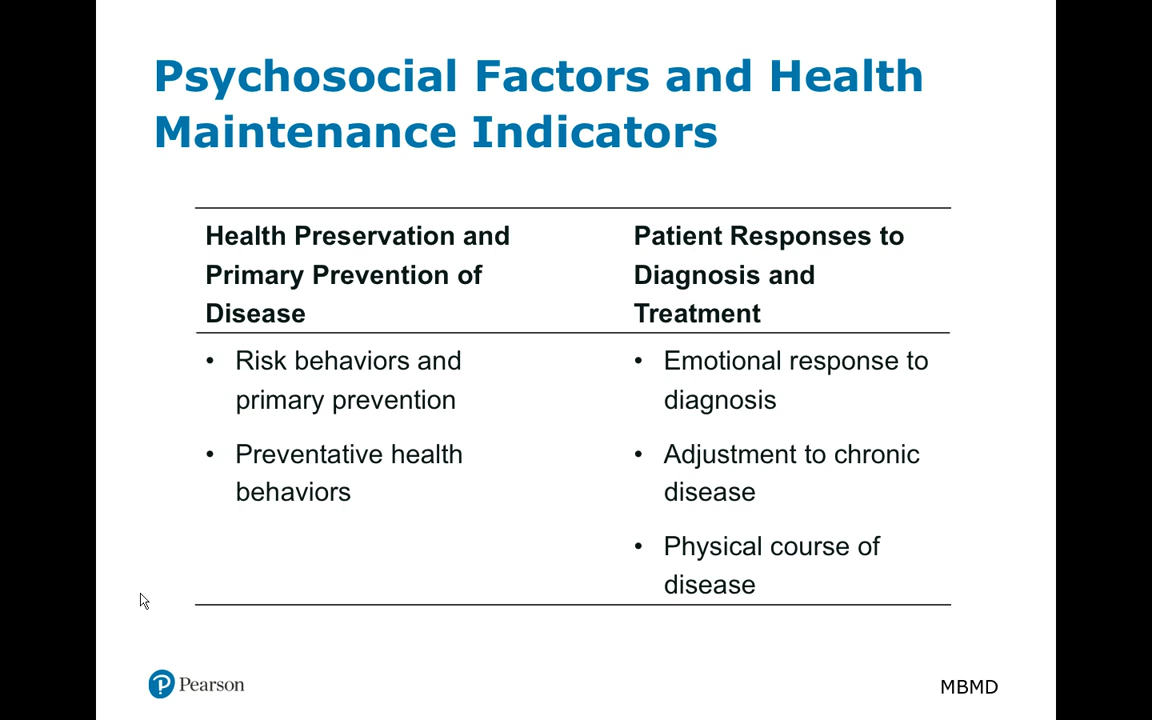 Psychosocial Factors and Health
Maintenance Indicators
Health Preservation and
Primary Prevention of
Disease
Patient Responses to
Diagnosis and
Treatment
• Risk behaviors and
primary prevention
• Preventative health
behaviors
• Emotional response to
diagnosis
• Adjustment to chronic
disease
• Physical course of
disease
Pearson
MBMD